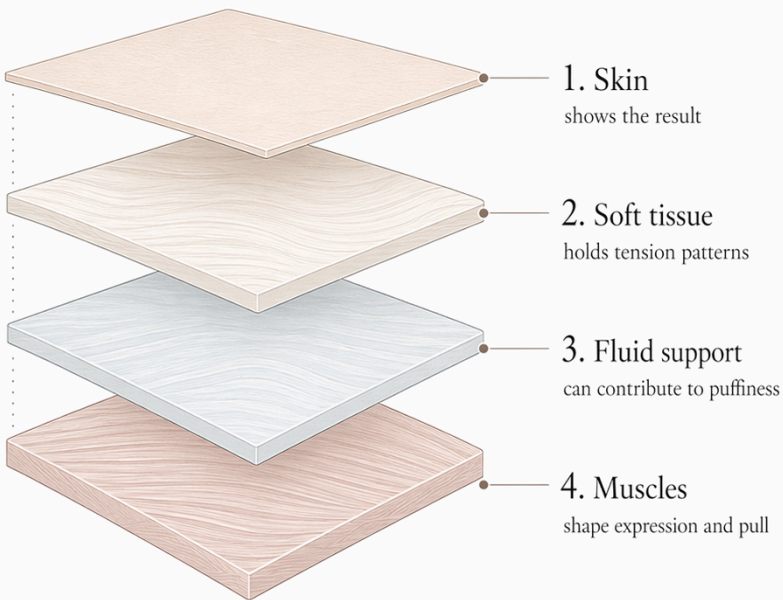 1. Skin
shows the result
2. Soft tissue
holds tension patterns
3. Fluid support
can contribute to puffiness
4. Muscles
shape expression and pull